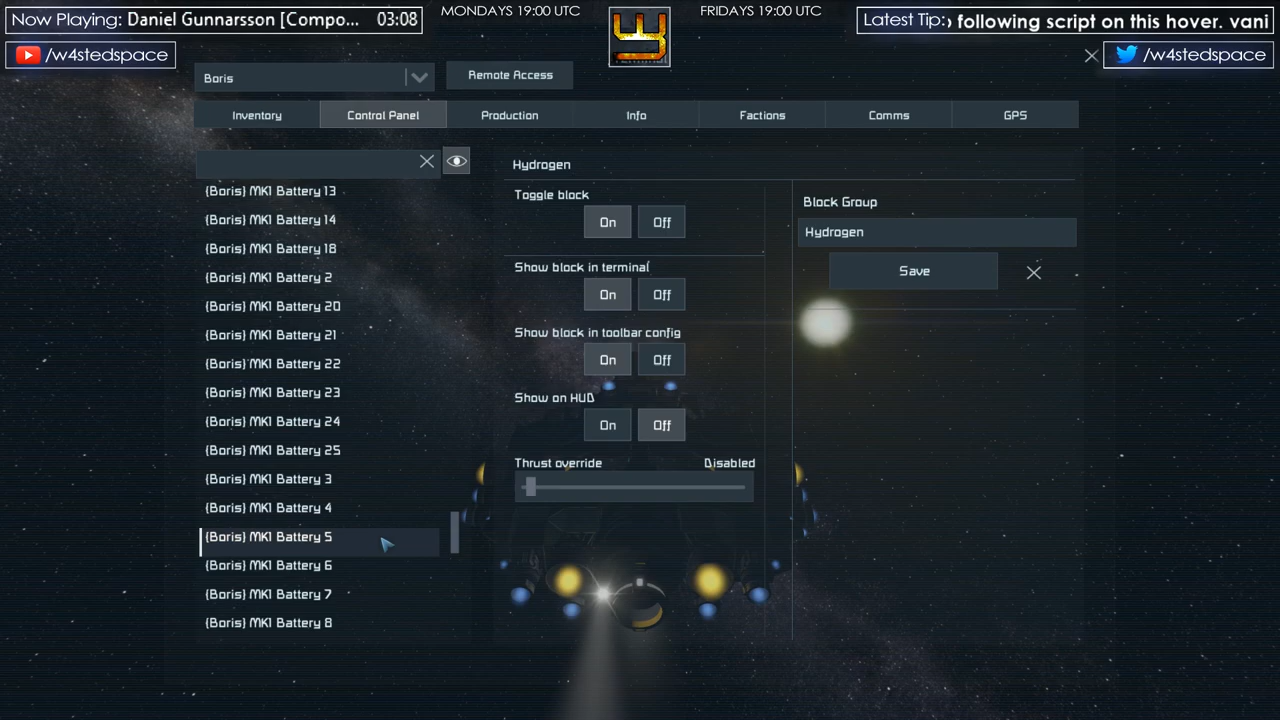 Now Playing: Daniel Gunnarsson [Compo... 03:08
MONDAYS 19:00 UTC
FRIDAYS 19:00 UTC
Latest Tip: following script on this hover. vani
/w4stedspace
/w4stedspace
Boris
Remote Access
Inventory
Control Panel
Production
Info
Factions
Comms
GPS
{Boris} MK1 Battery 13
{Boris} MK1 Battery 14
{Boris} MK1 Battery 18
{Boris} MK1 Battery 2
{Boris} MK1 Battery 20
{Boris} MK1 Battery 21
{Boris} MK1 Battery 22
{Boris} MK1 Battery 23
{Boris} MK1 Battery 24
{Boris} MK1 Battery 25
{Boris} MK1 Battery 3
{Boris} MK1 Battery 4
{Boris} MK1 Battery 5
{Boris} MK1 Battery 6
{Boris} MK1 Battery 7
{Boris} MK1 Battery 8
Hydrogen
Toggle block
On Off
Show block in terminal
On Off
Show block in toolbar config
On Off
Show on HUD
On Off
Thrust override Disabled
Block Group
Hydrogen
Save